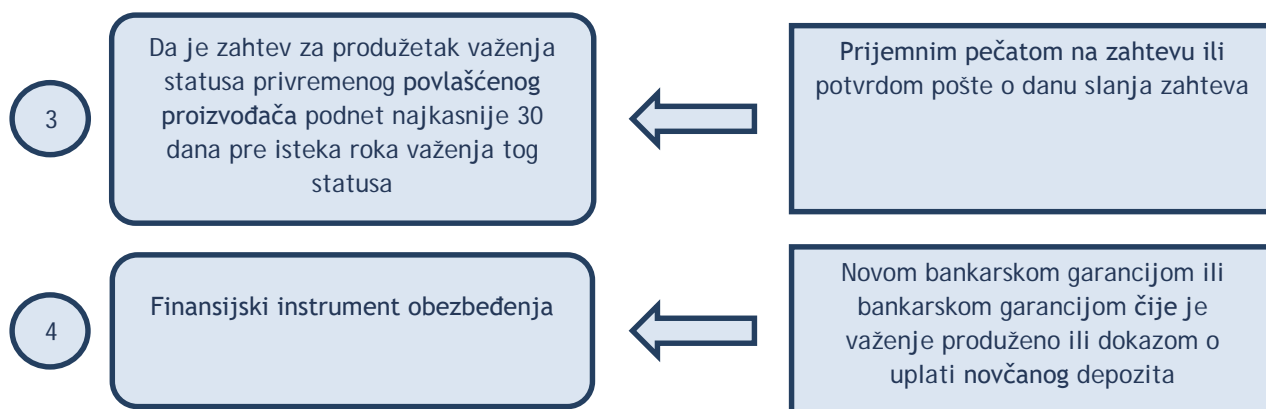 3
Da je zahtev za produžetak važenja
statusa privremenog povlašćenog
proizvođača podnet najkasnije 30
dana pre isteka roka važenja tog
statusa
Prijemnim pečatom na zahtevu ili
potvrdom pošte o danu slanja zahteva
4
Finansijski instrument obezbeđenja
Novom bankarskom garancijom ili
bankarskom garancijom čije je
važenje produženo ili dokazom o
uplati novčanog depozita